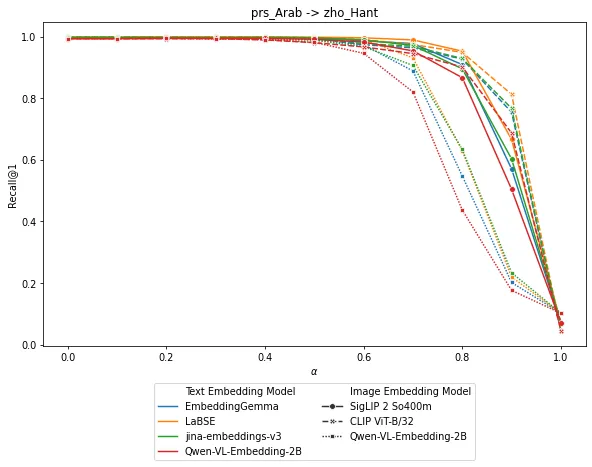 prs_Arab -> zho_Hant
Recall@1
1.0
0.8
0.6
0.4
0.2
0.0
0.0 0.2 0.4 0.6 0.8 1.0
α
Text Embedding Model Image Embedding Model
EmbeddingGemma SigLIP 2 So400m
LaBSE CLIP ViT-B/32
jina-embeddings-v3 Qwen-VL-Embedding-2B
Qwen-VL-Embedding-2B